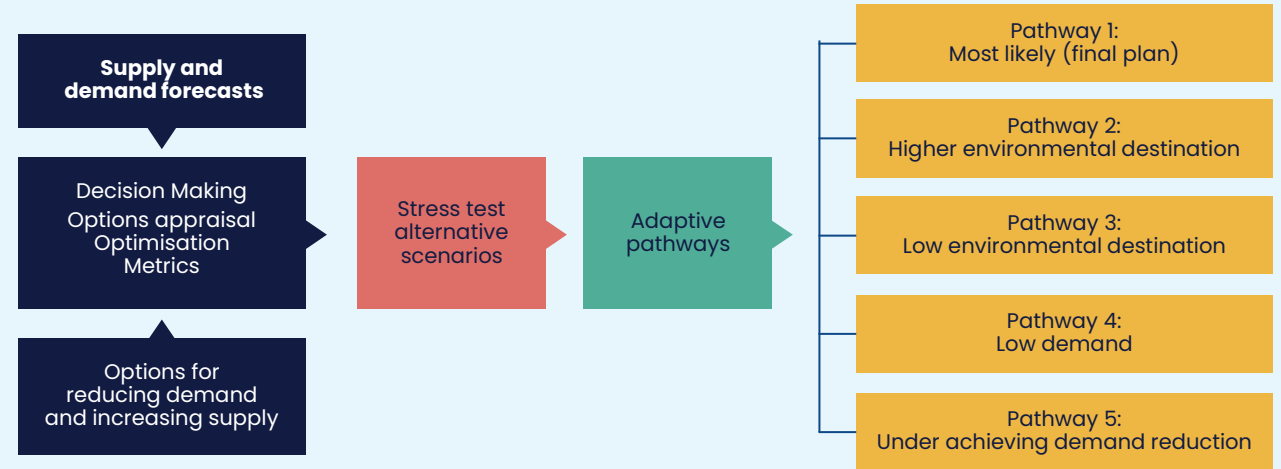 Supply and
demand forecasts
Decision Making
Options appraisal
Optimisation
Metrics
Options for
reducing demand
and increasing supply
Stress test
alternative
scenarios
Adaptive
pathways
Pathway 1:
Most likely (final plan)
Pathway 2:
Higher environmental destination
Pathway 3:
Low environmental destination
Pathway 4:
Low demand
Pathway 5:
Under achieving demand reduction